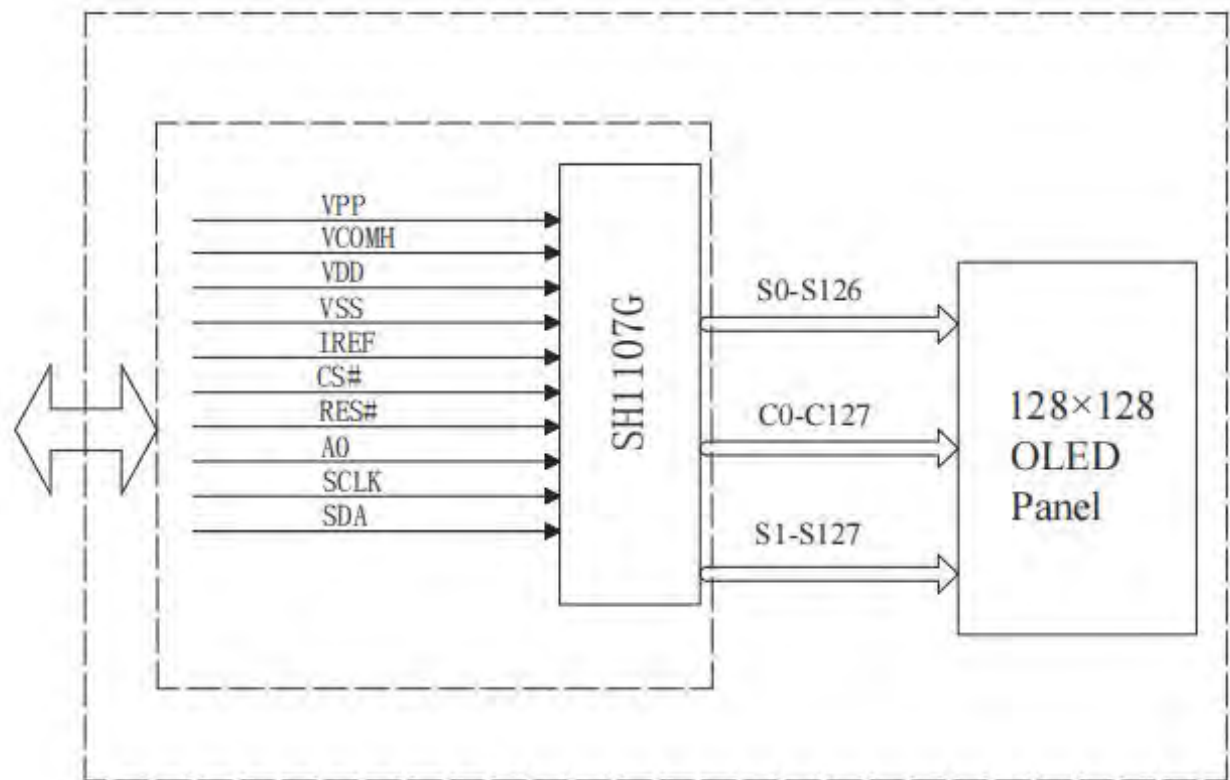 VPP
VCOMH
VDD
VSS
IREF
CS#
RES#
A0
SCLK
SDA
SH1107G
S0-S126
C0-C127
S1-S127
128×128
OLED
Panel